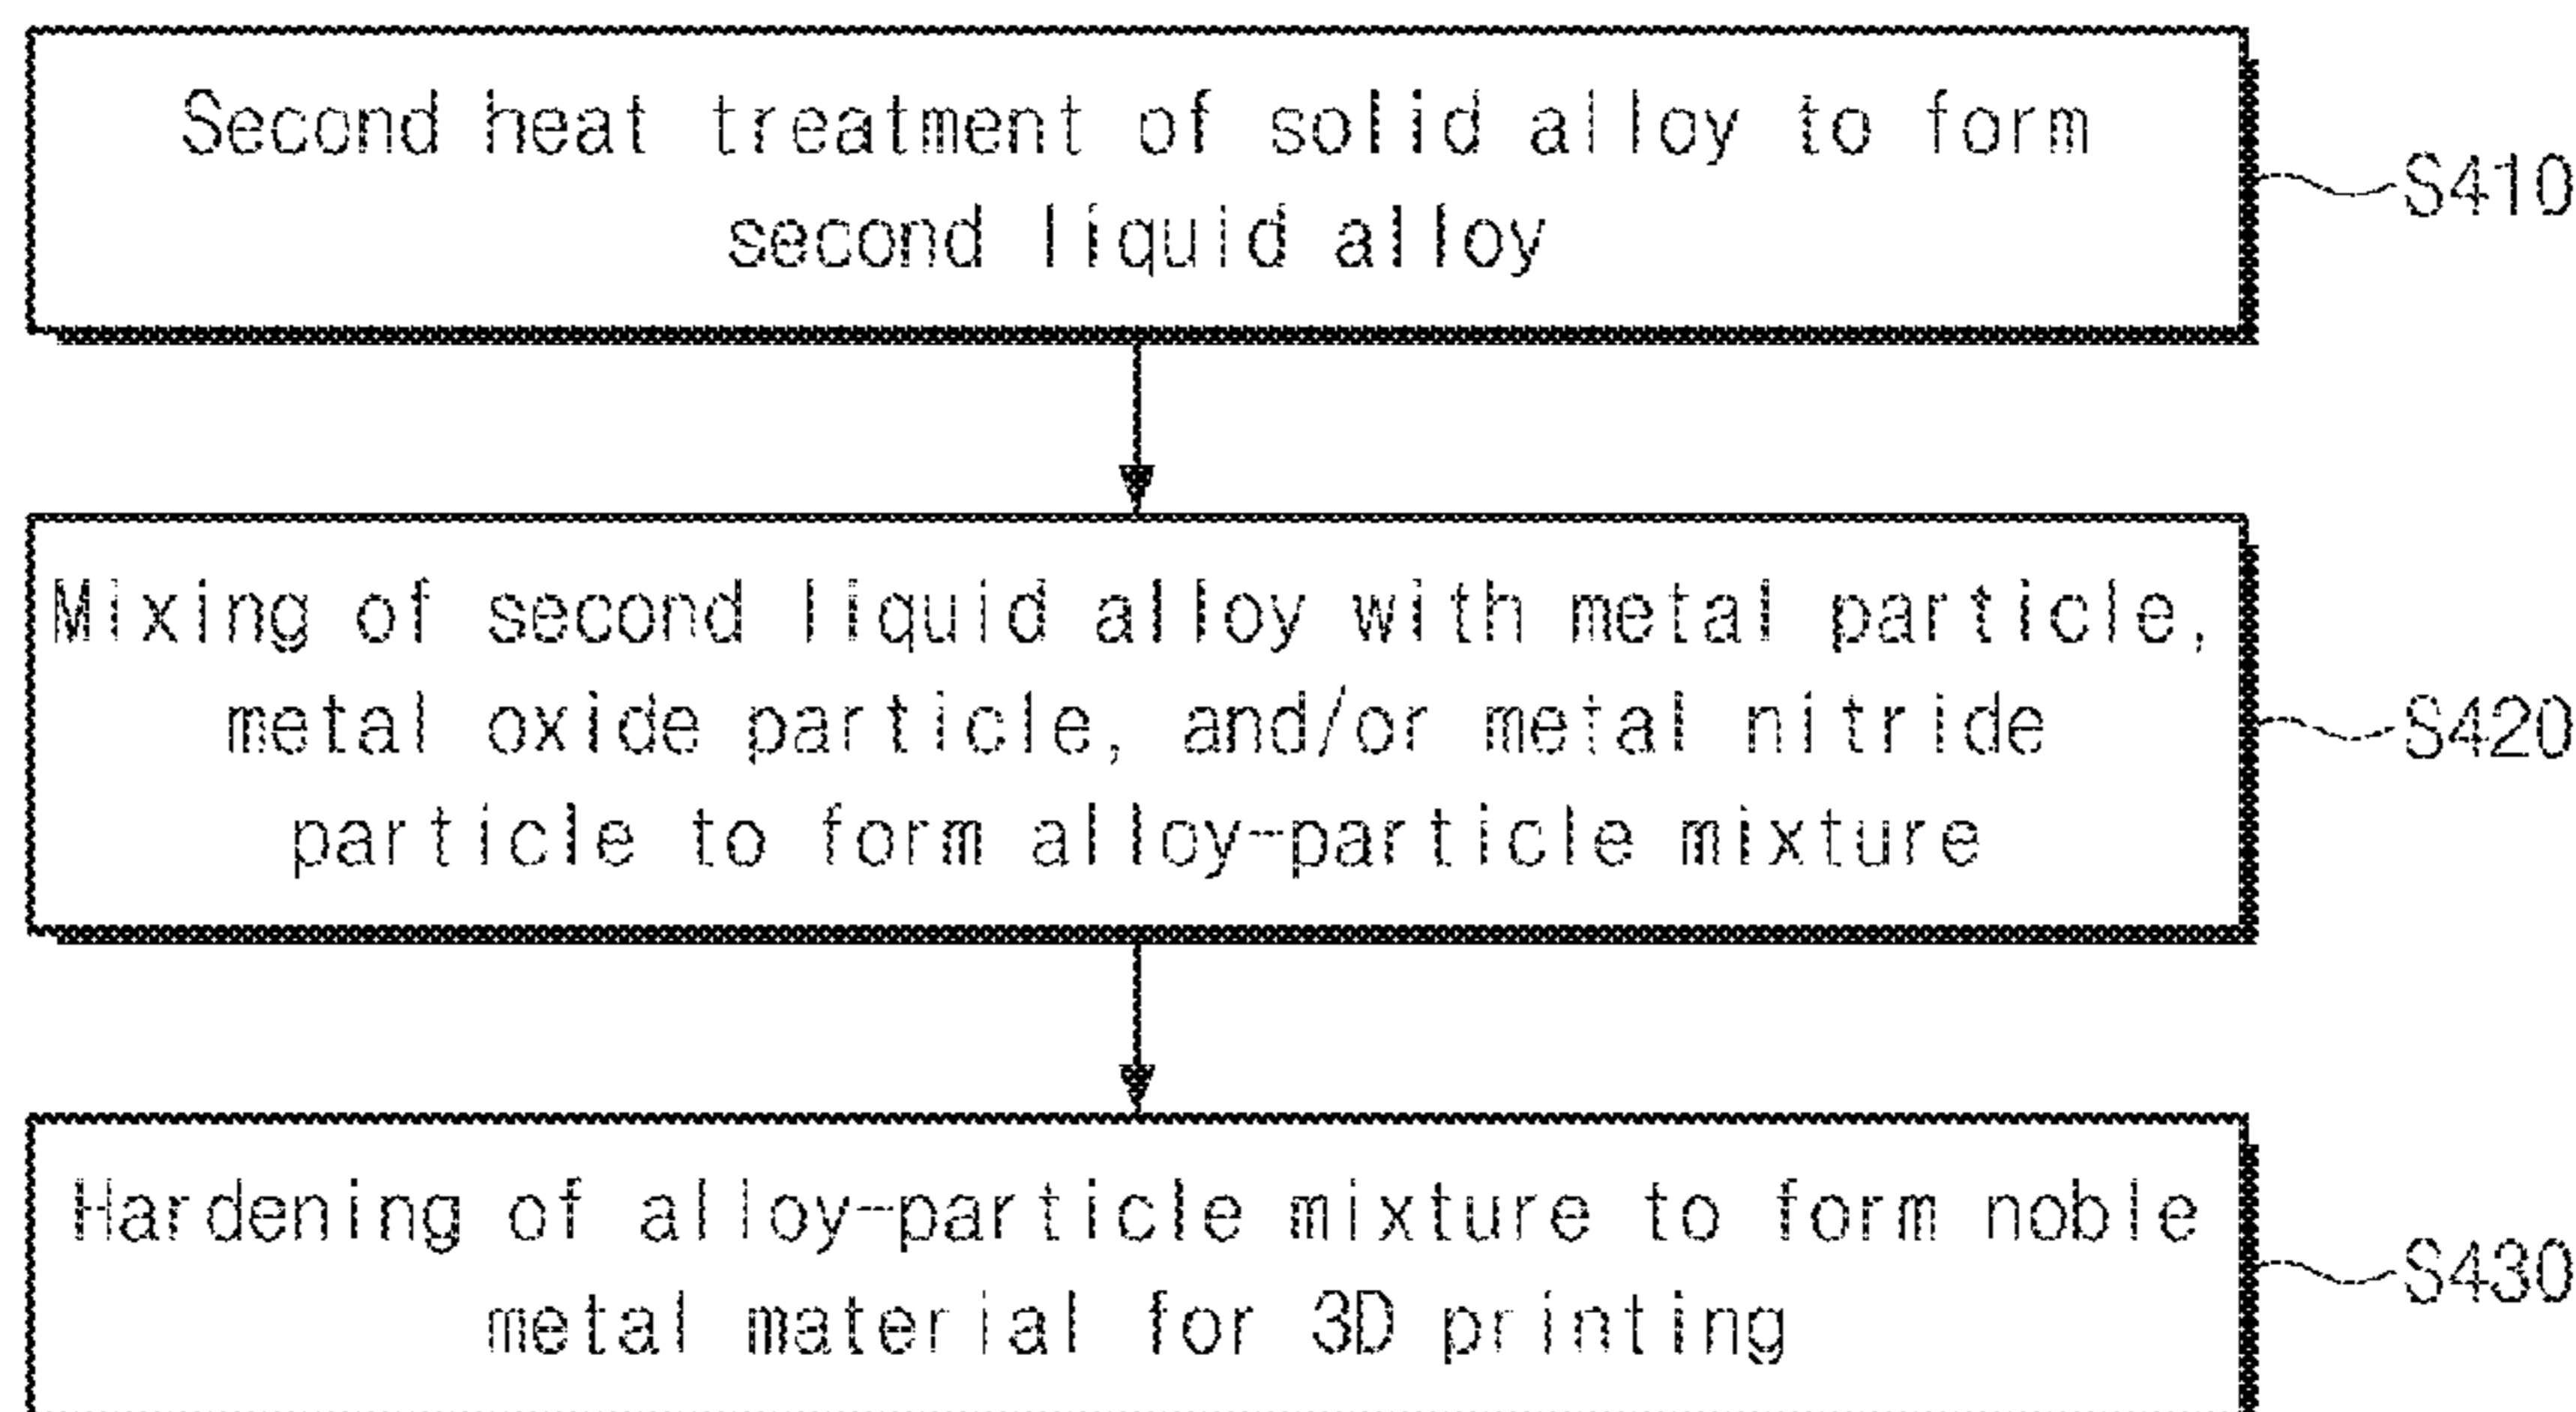 Second heat treatment of solid alloy to form
second liquid alloy
S410
Mixing of second liquid alloy with metal particle,
metal oxide particle, and/or metal nitride
particle to form alloy-particle mixture
S420
Hardening of alloy-particle mixture to form noble
metal material for 3D printing
S430